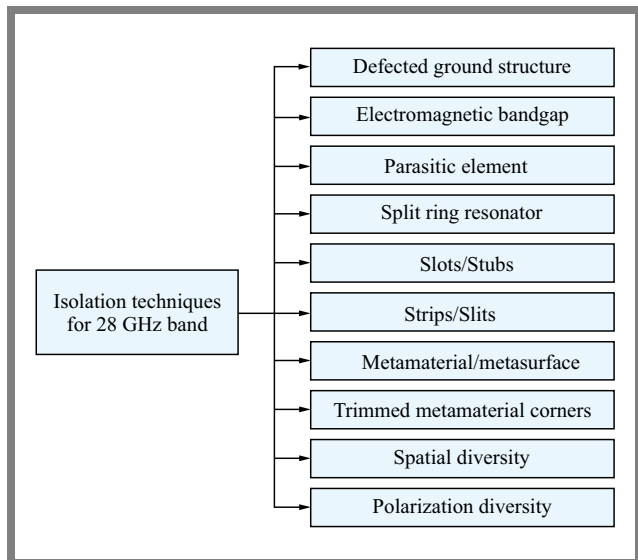 Isolation techniques
for 28 GHz band
Defected ground structure
Electromagnetic bandgap
Parasitic element
Split ring resonator
Slots/Stubs
Strips/Slits
Metamaterial/metasurface
Trimmed metamaterial corners
Spatial diversity
Polarization diversity